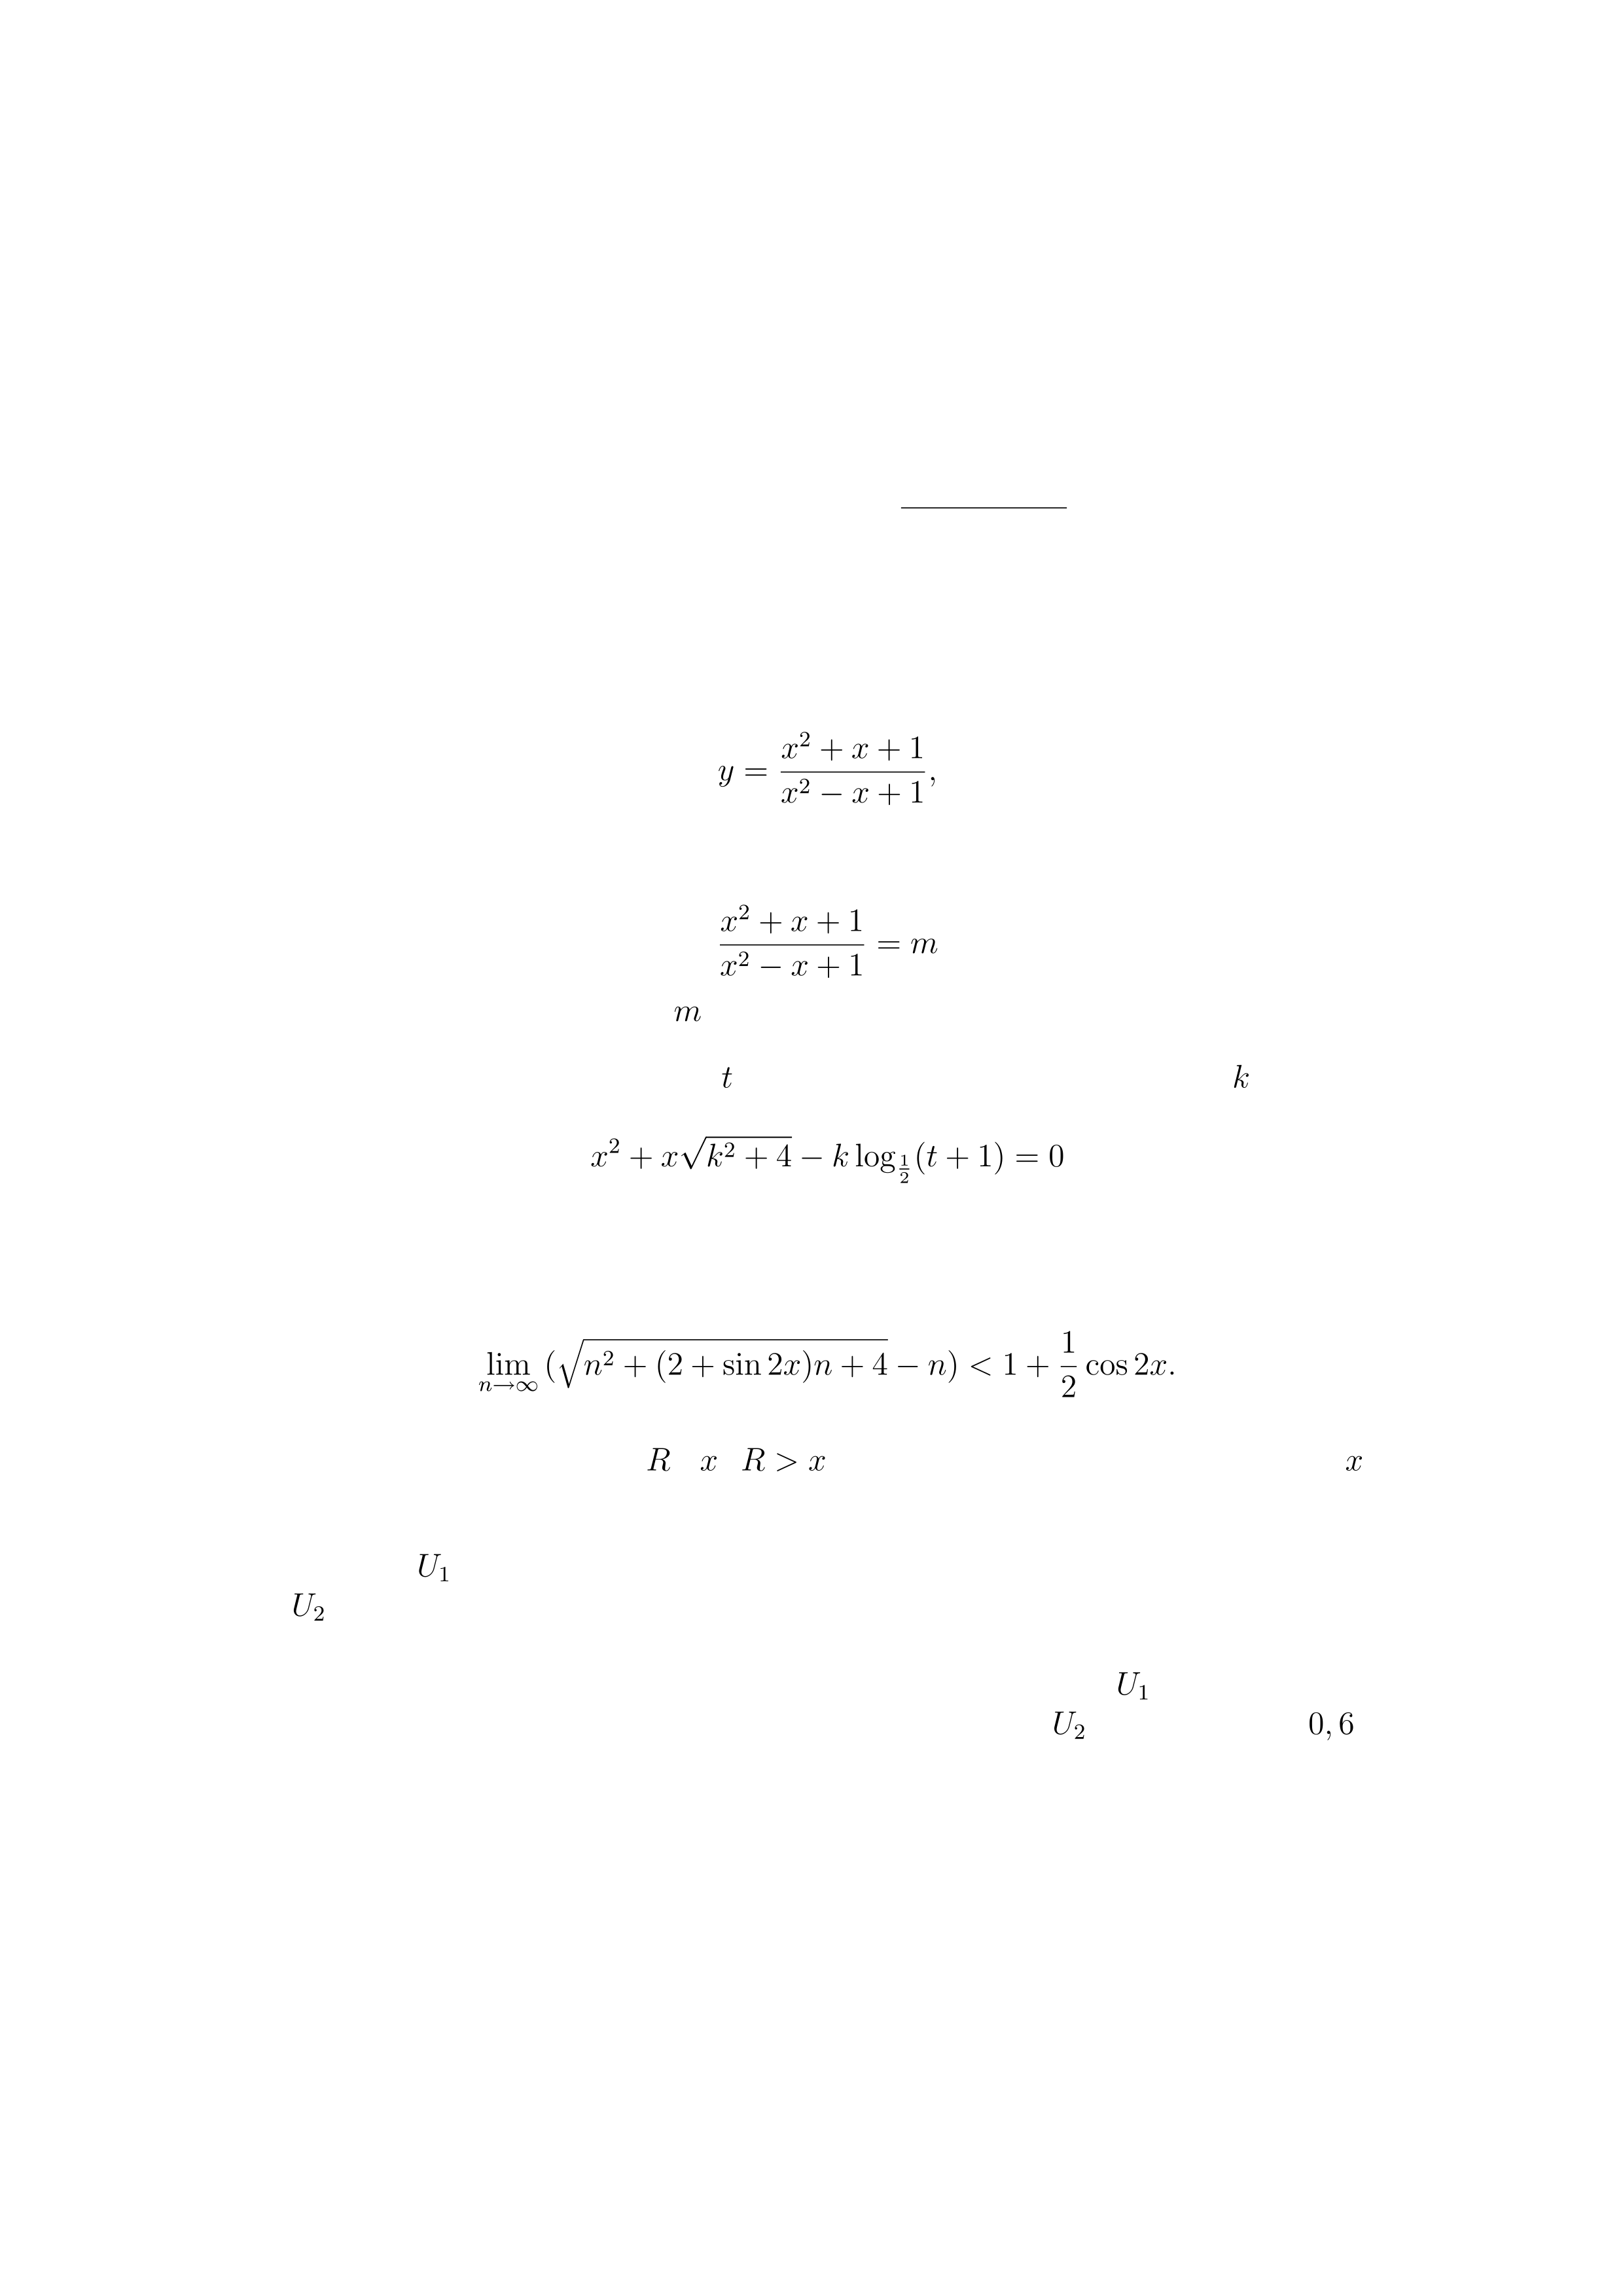 y = \frac{x^2 + x + 1}{x^2 - x + 1},
\frac{x^2 + x + 1}{x^2 - x + 1} = m
m
t k
x^2 + x\sqrt{k^2 + 4} - k \log_{\frac{1}{2}}(t + 1) = 0
\lim_{n \to \infty} (\sqrt{n^2 + (2 + \sin 2x)n + 4} - n) < 1 + \frac{1}{2} \cos 2x.
R x R > x x
U_1
U_2
U_1
U_2 0, 6